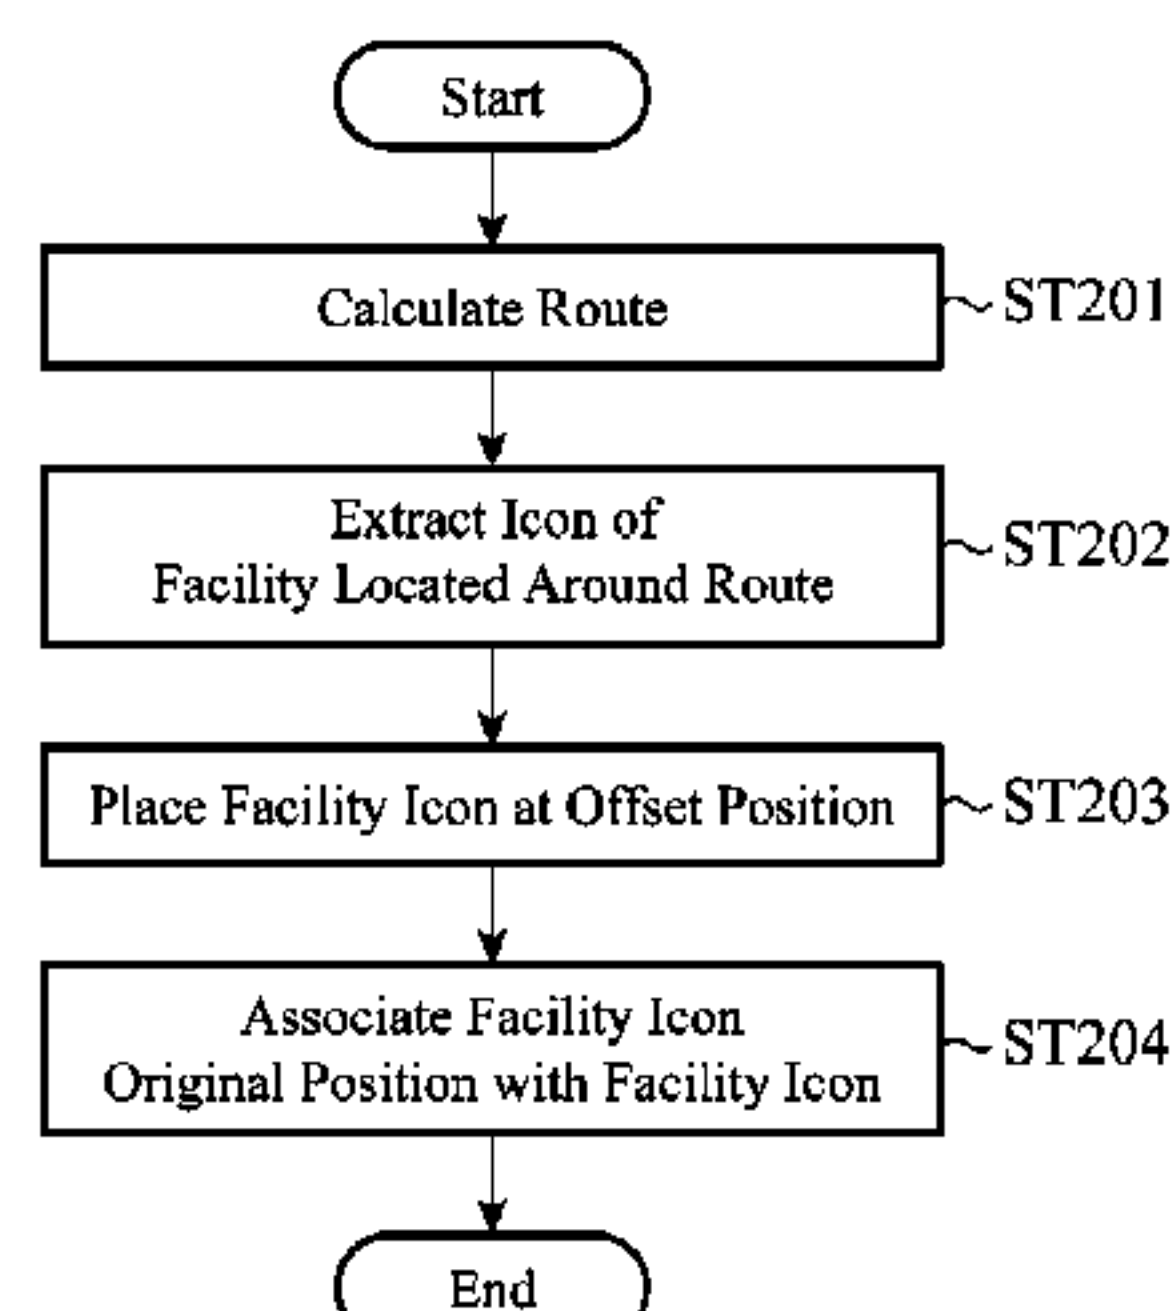 Start
Calculate Route
ST201
Extract Icon of
Facility Located Around Route
ST202
Place Facility Icon at Offset Position
ST203
Associate Facility Icon
Original Position with Facility Icon
ST204
End